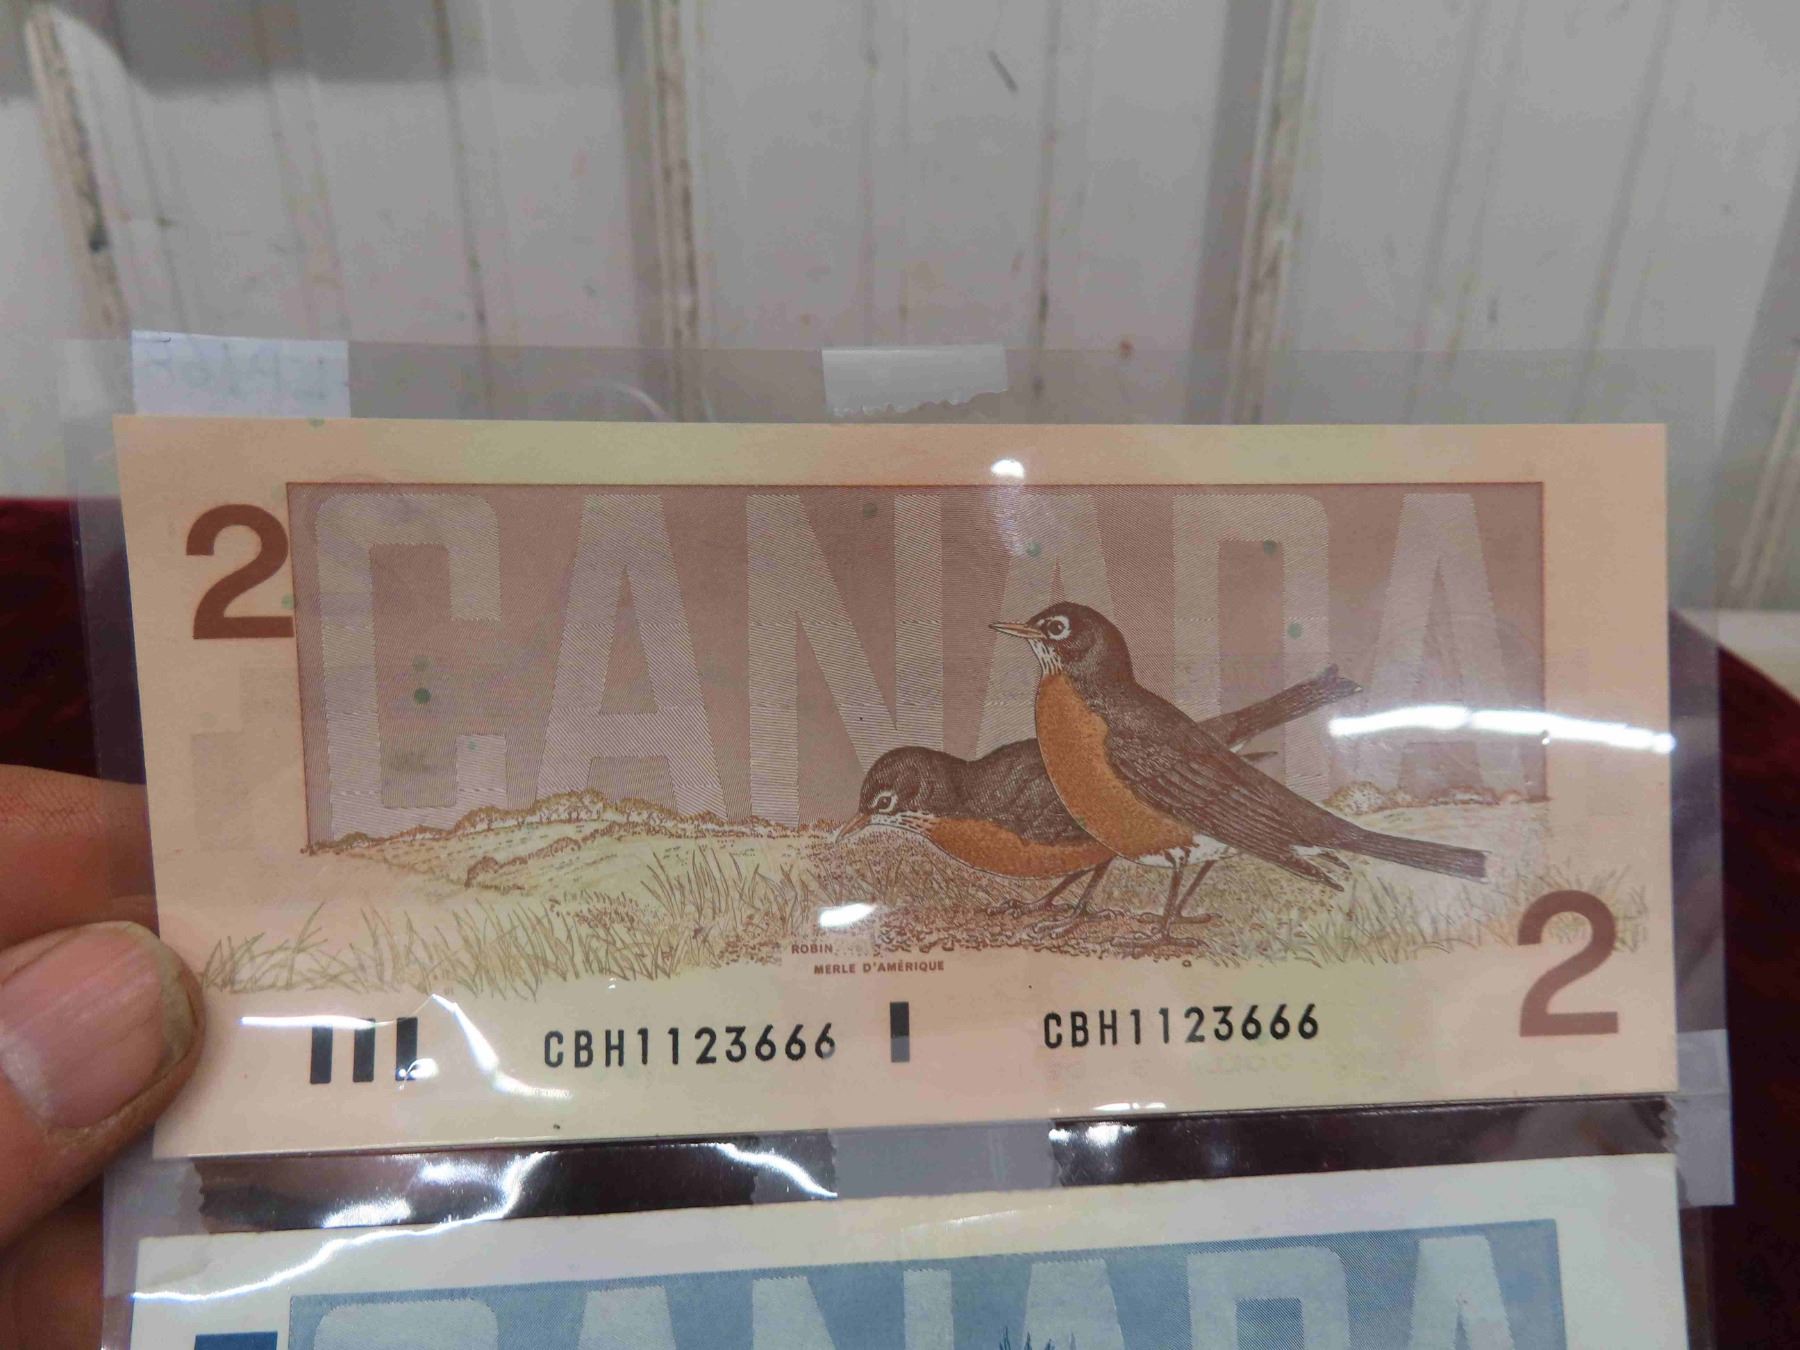 2
CANADA
ROBIN
MERLE D'AMÉRIQUE
2
CBH1123666
CBH1123666
CANADA